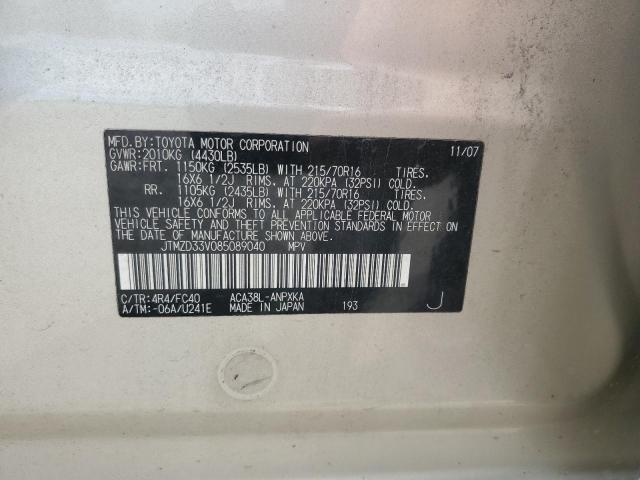 MFD.BY:TOYOTA MOTOR CORPORATION 11/07
GVWR:2010KG (4430LB)
GAWR:FRT. 1150KG (2535LB) WITH 215/70R16 TIRES.
16X6 1/2J RIMS. AT 220KPA (32PSI) COLD.
RR. 1105KG (2435LB) WITH 215/70R16 TIRES.
16X6 1/2J RIMS. AT 220KPA (32PSI) COLD.
THIS VEHICLE CONFORMS TO ALL APPLICABLE FEDERAL MOTOR
VEHICLE SAFETY AND THEFT PREVENTION STANDARDS IN EFFECT ON
THE DATE OF MANUFACTURE SHOWN ABOVE.
JTMZD33V085089040 MPV
C/TR:4R4/FC40 ACA38L-ANPXKA
A/TM:-06A/U241E MADE IN JAPAN 193 J